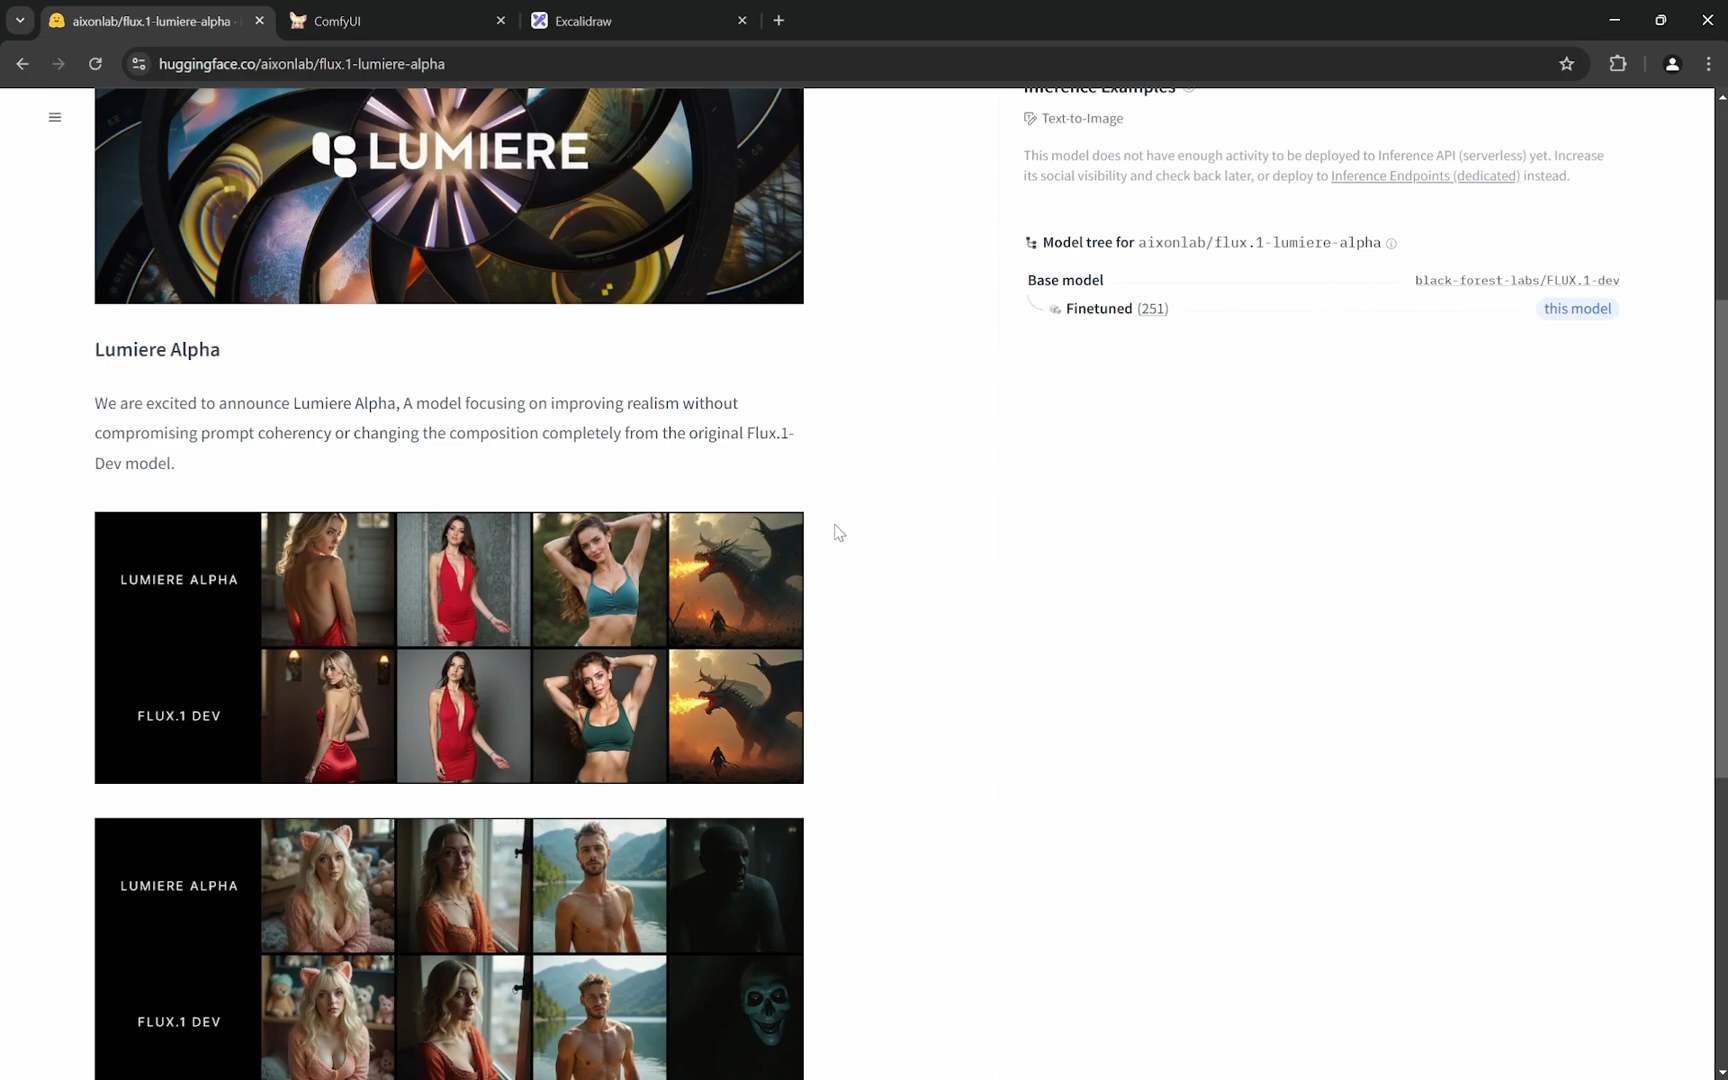 aixonlab/flux.1-lumiere-alpha
ComfyUI
Excalidraw
huggingface.co/aixonlab/flux.1-lumiere-alpha
LUMIERE
Lumiere Alpha
We are excited to announce Lumiere Alpha, A model focusing on improving realism without
compromising prompt coherency or changing the composition completely from the original Flux.1-
Dev model.
LUMIERE ALPHA
FLUX.1 DEV
LUMIERE ALPHA
FLUX.1 DEV
Inference Examples
Text-to-Image
This model does not have enough activity to be deployed to Inference API (serverless) yet. Increase
its social visibility and check back later, or deploy to Inference Endpoints (dedicated) instead.
Model tree for aixonlab/flux.1-lumiere-alpha
Base model
black-forest-labs/FLUX.1-dev
Finetuned (251)
this model